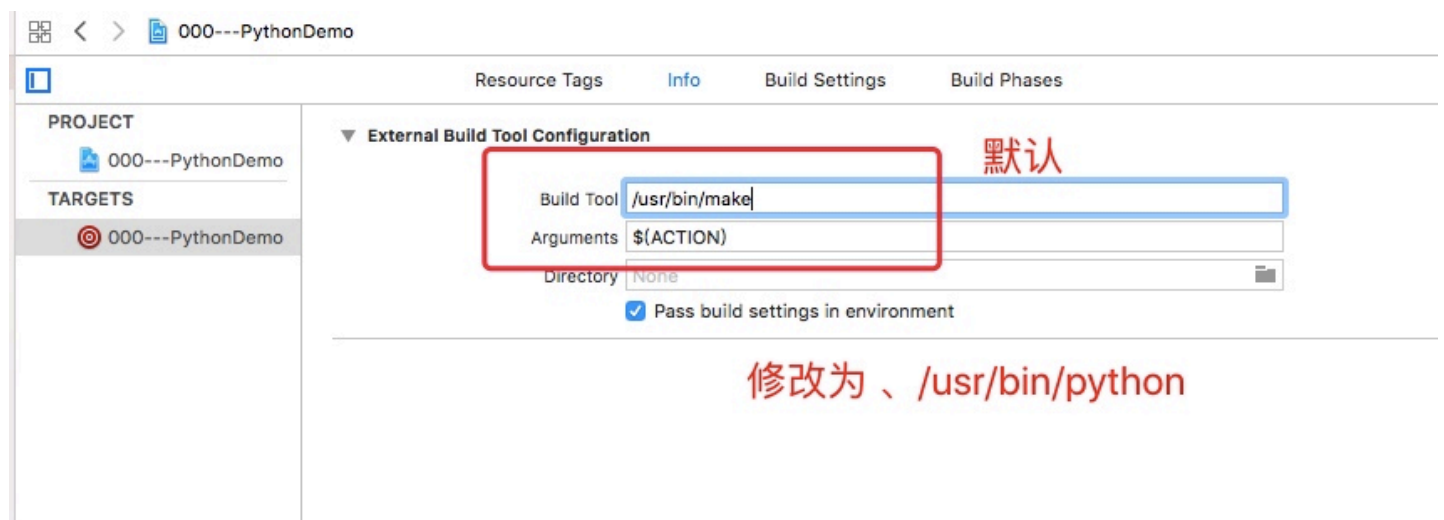 000---PythonDemo
Resource Tags Info Build Settings Build Phases
PROJECT
000---PythonDemo
TARGETS
000---PythonDemo
External Build Tool Configuration
默认
Build Tool /usr/bin/make
Arguments $(ACTION)
Directory None
Pass build settings in environment
修改为 、/usr/bin/python